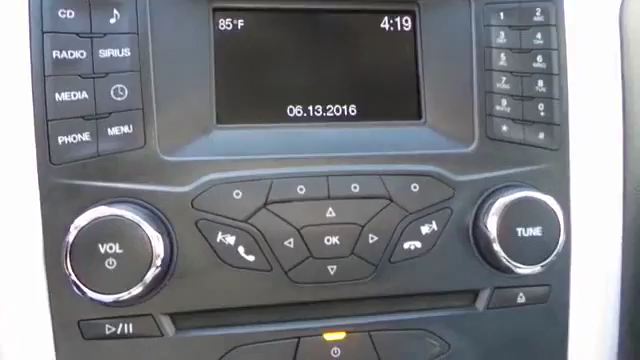 CD
RADIO SIRIUS
MEDIA
PHONE MENU
85°F 4:19
06.13.2016
1 2 ABC
3 4
5 6
7 8
9 0
* #
VOL
OK
TUNE